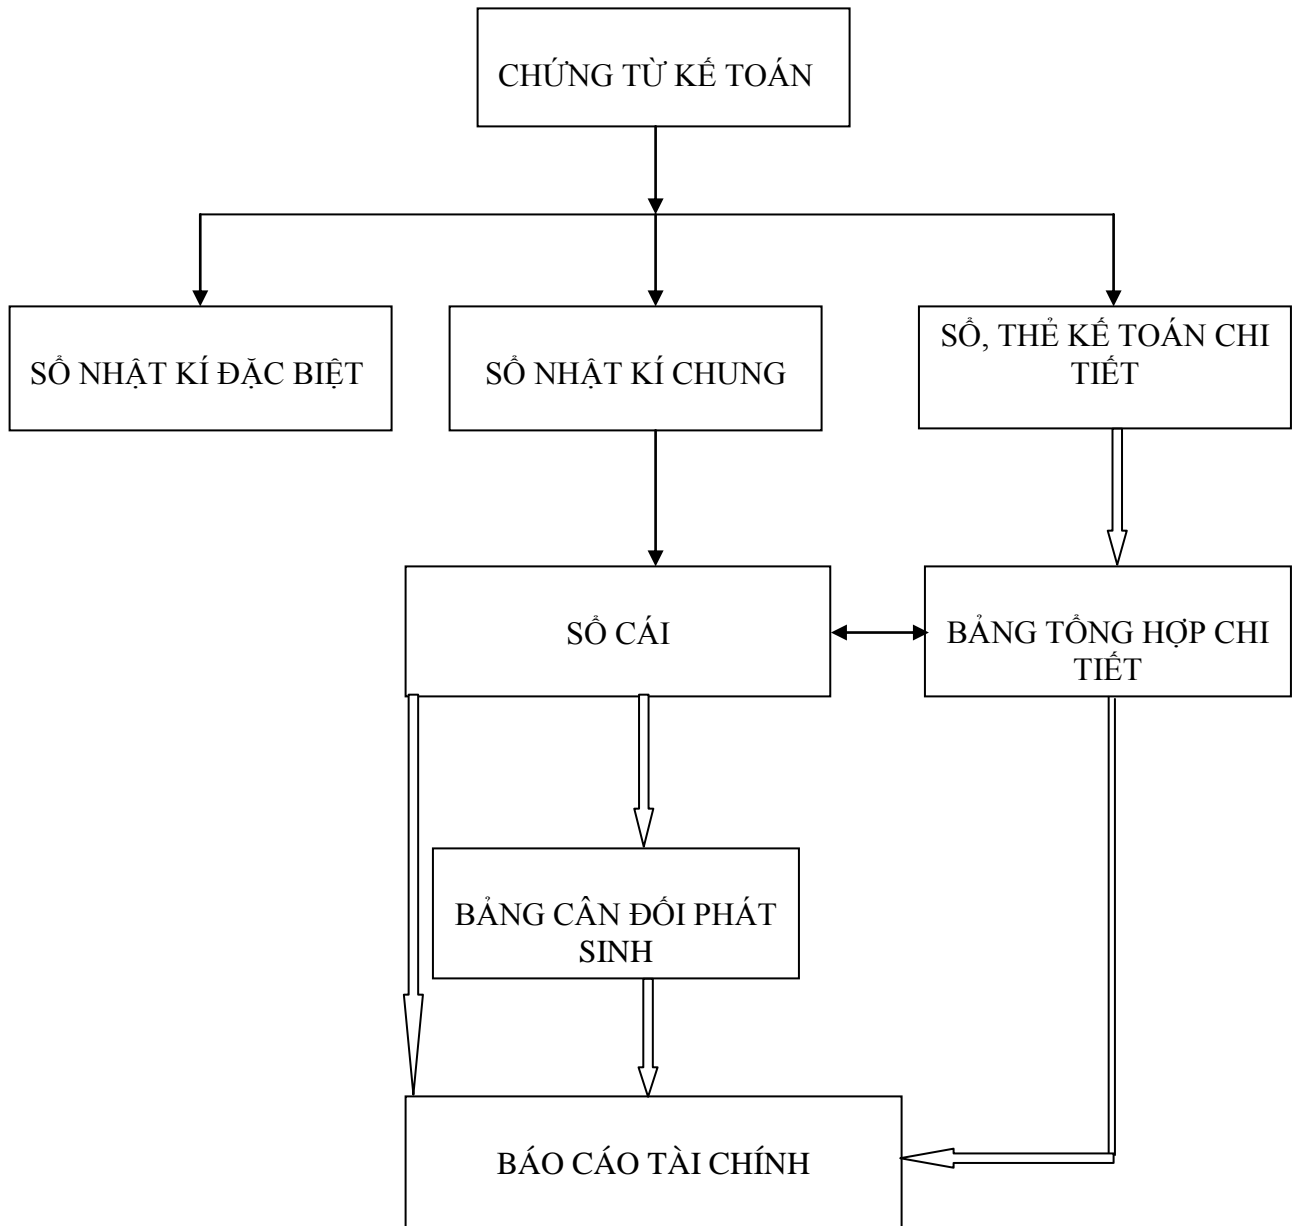 CHỨNG TỪ KẾ TOÁN
SỔ NHẬT KÍ ĐẶC BIỆT
SỔ NHẬT KÍ CHUNG
SỔ, THẺ KẾ TOÁN CHI
TIẾT
SỔ CÁI
BẢNG TỔNG HỢP CHI
TIẾT
BẢNG CÂN ĐỐI PHÁT
SINH
BÁO CÁO TÀI CHÍNH